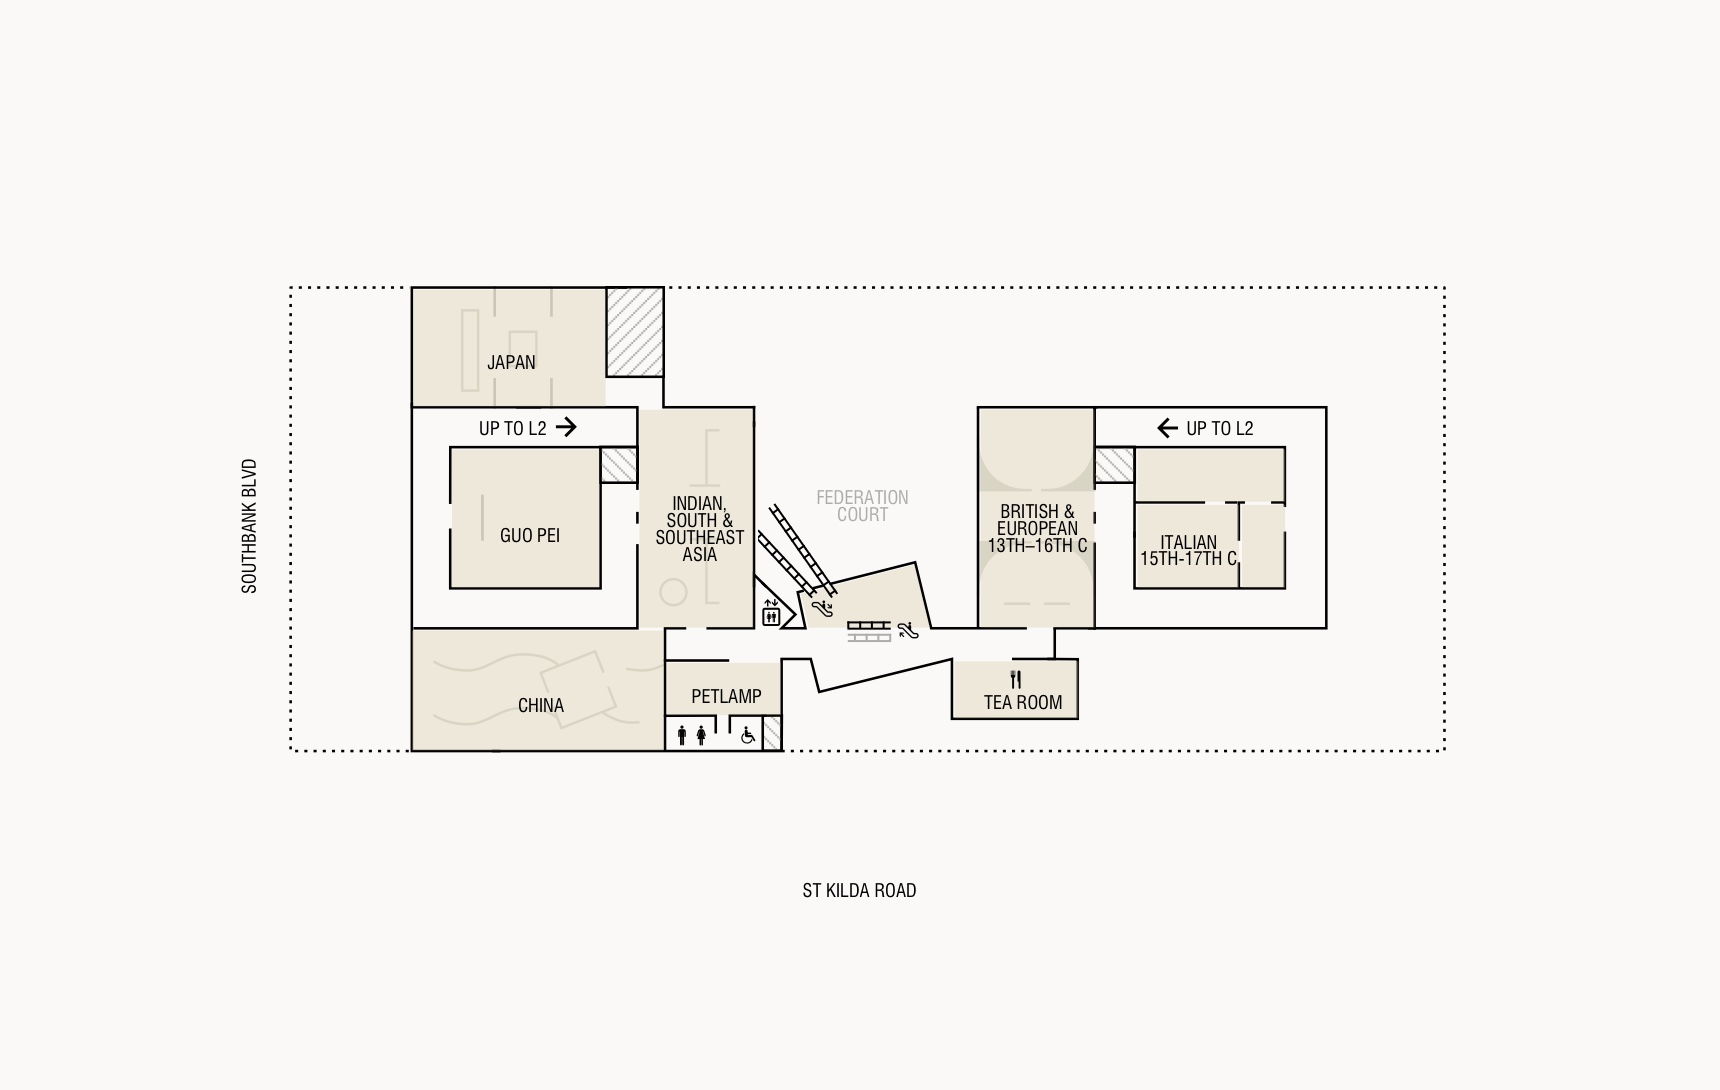 JAPAN
UP TO L2
UP TO L2
SOUTHBANK BLVD
GUO PEI
INDIAN,
SOUTH &
SOUTHEAST
ASIA
FEDERATION
COURT
BRITISH &
EUROPEAN
13TH–16TH C
ITALIAN
15TH-17TH C
CHINA
PETLAMP
TEA ROOM
ST KILDA ROAD